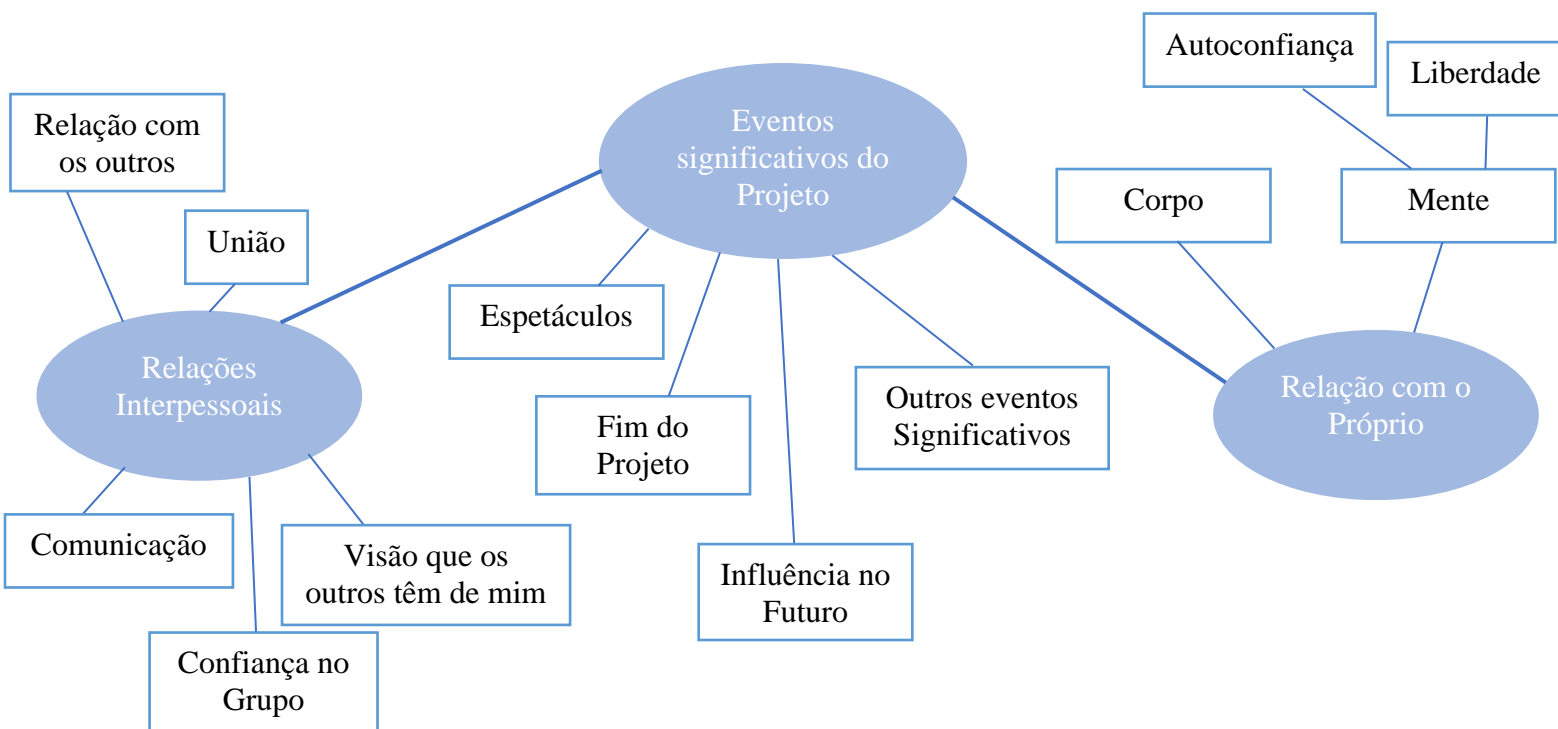 Autoconfiança
Liberdade
Eventos
significativos do
Projeto
Relação com
os outros
Corpo
Mente
União
Espetáculos
Relações
Interpessoais
Outros eventos
Significativos
Relação com o
Próprio
Fim do
Projeto
Comunicação
Visão que os
outros têm de mim
Influência no
Futuro
Confiança no
Grupo